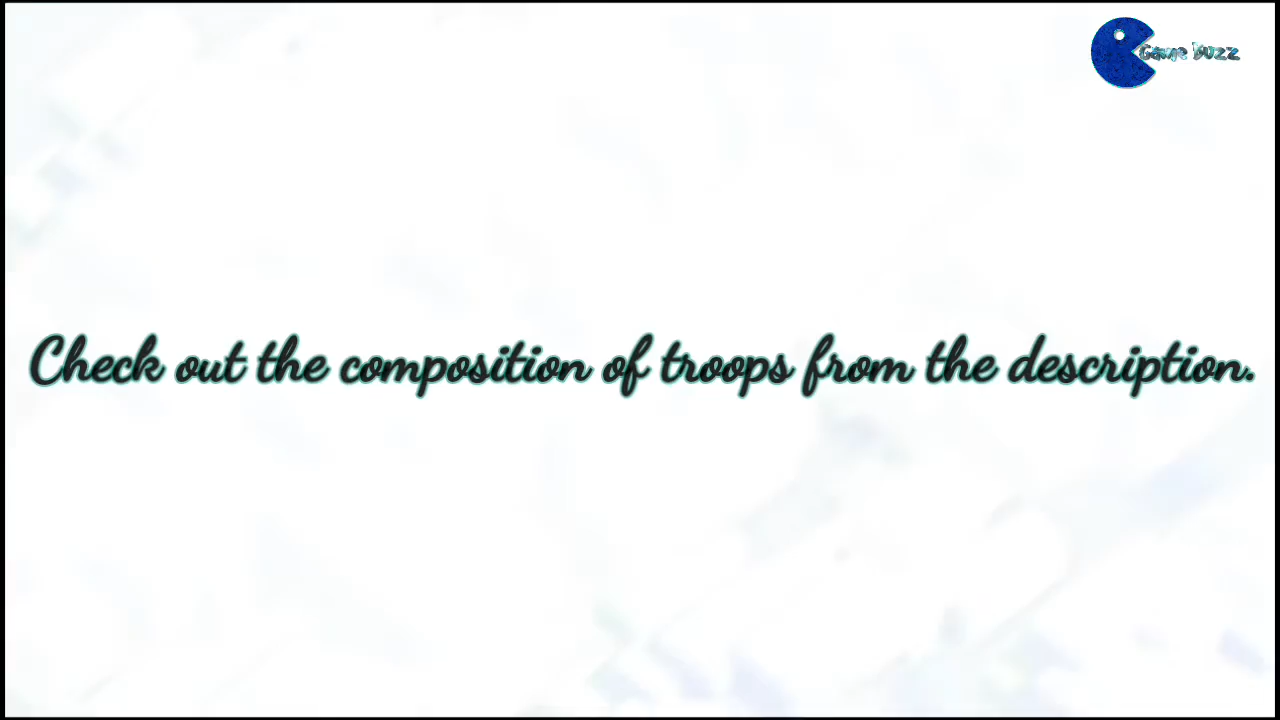 Game Buzz
Check out the composition of troops from the description.